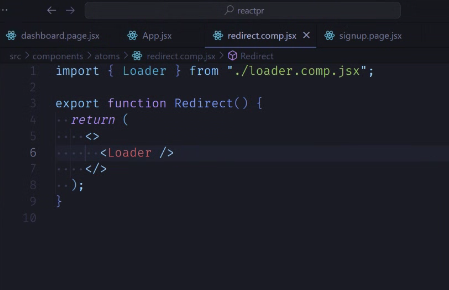 reactpr
dashboard.page.jsx App.jsx redirect.comp.jsx × signup.page.jsx
src > components > atoms > redirect.comp.jsx > Redirect
1 import { Loader } from "./loader.comp.jsx";
2
3 export function Redirect() {
4 return (
5 <>
6 <Loader />
7 </>
8 );
9 }
10